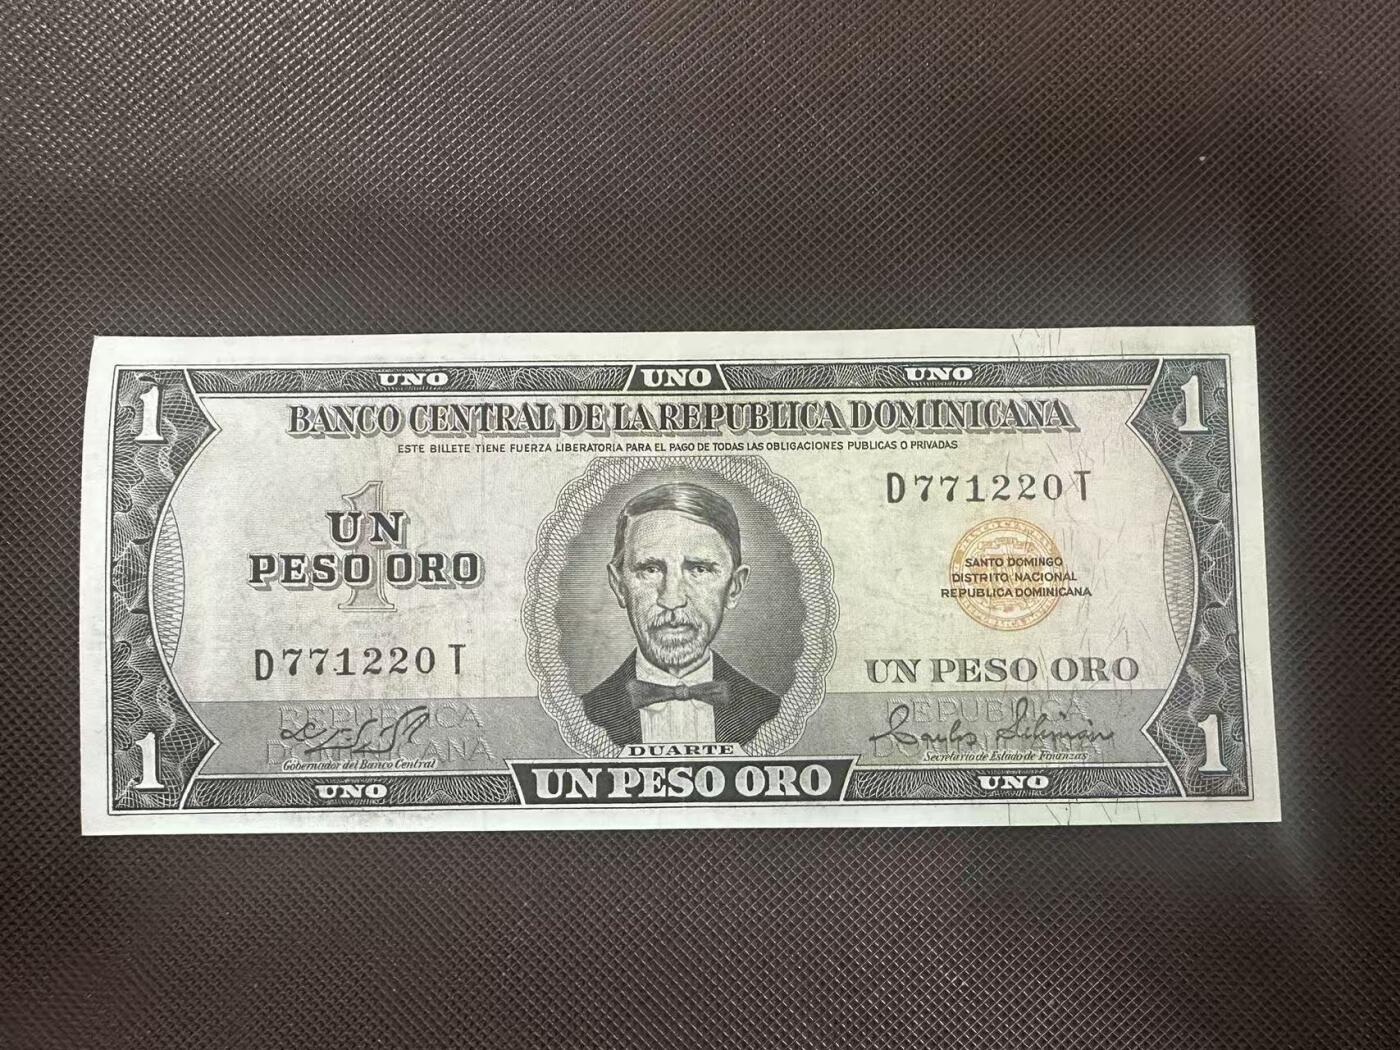 UNO UNO UNO
1 1
BANCO CENTRAL DE LA REPUBLICA DOMINICANA
ESTE BILLETE TIENE FUERZA LIBERATORIA PARA EL PAGO DE TODAS LAS OBLIGACIONES PUBLICAS O PRIVADAS
D771220T
1
UN
PESO ORO
SANTO DOMINGO
DISTRITO NACIONAL
REPUBLICA DOMINICANA
D771220T
UN PESO ORO
REPUBLICA REPUBLICA
DOMINICANA
Gobernador del Banco Central
DUARTE
Secretario de Estado de Finanzas
1 1
UNO
UN PESO ORO
UNO